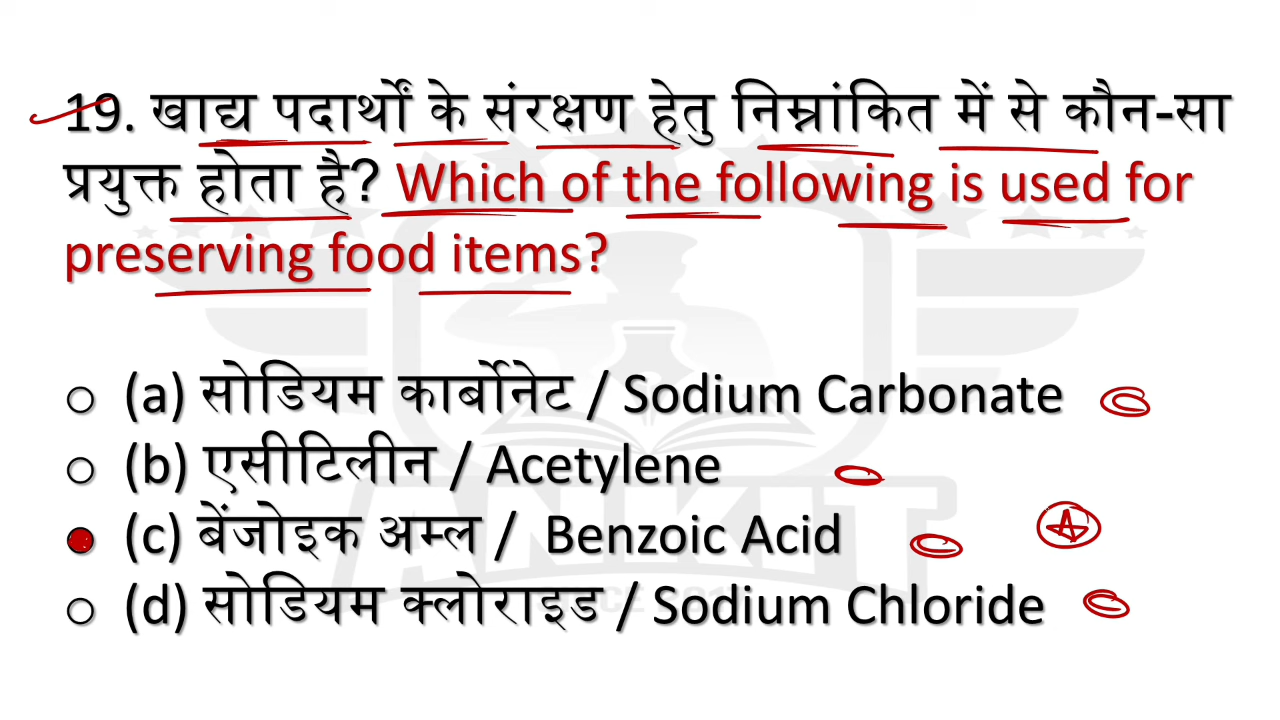 19. खाद्य पदार्थों के संरक्षण हेतु निम्नांकित में से कौन-सा
प्रयुक्त होता है? Which of the following is used for
preserving food items?
(a) सोडियम कार्बोनेट / Sodium Carbonate
(b) एसीटिलीन / Acetylene
(c) बेंजोइक अम्ल / Benzoic Acid
(d) सोडियम क्लोराइड / Sodium Chloride
ANKIT